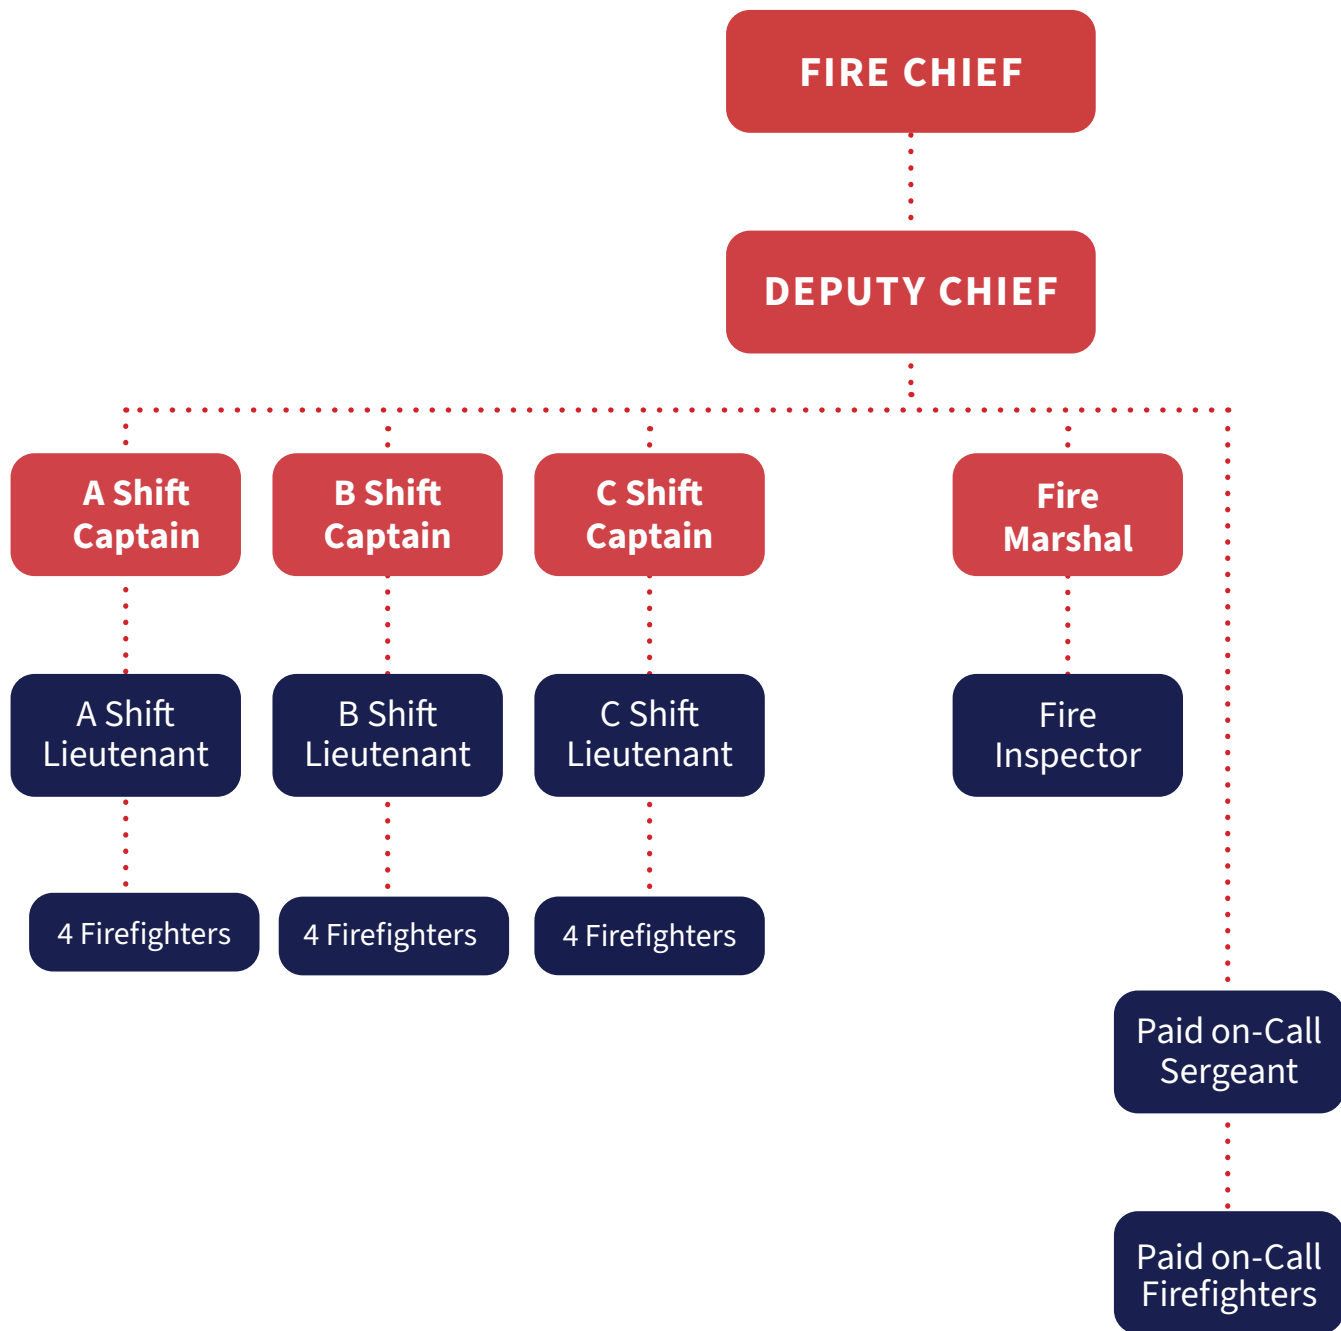 FIRE CHIEF
DEPUTY CHIEF
A Shift
Captain
B Shift
Captain
C Shift
Captain
Fire
Marshal
A Shift
Lieutenant
B Shift
Lieutenant
C Shift
Lieutenant
Fire
Inspector
4 Firefighters
4 Firefighters
4 Firefighters
Paid on-Call
Sergeant
Paid on-Call
Firefighters